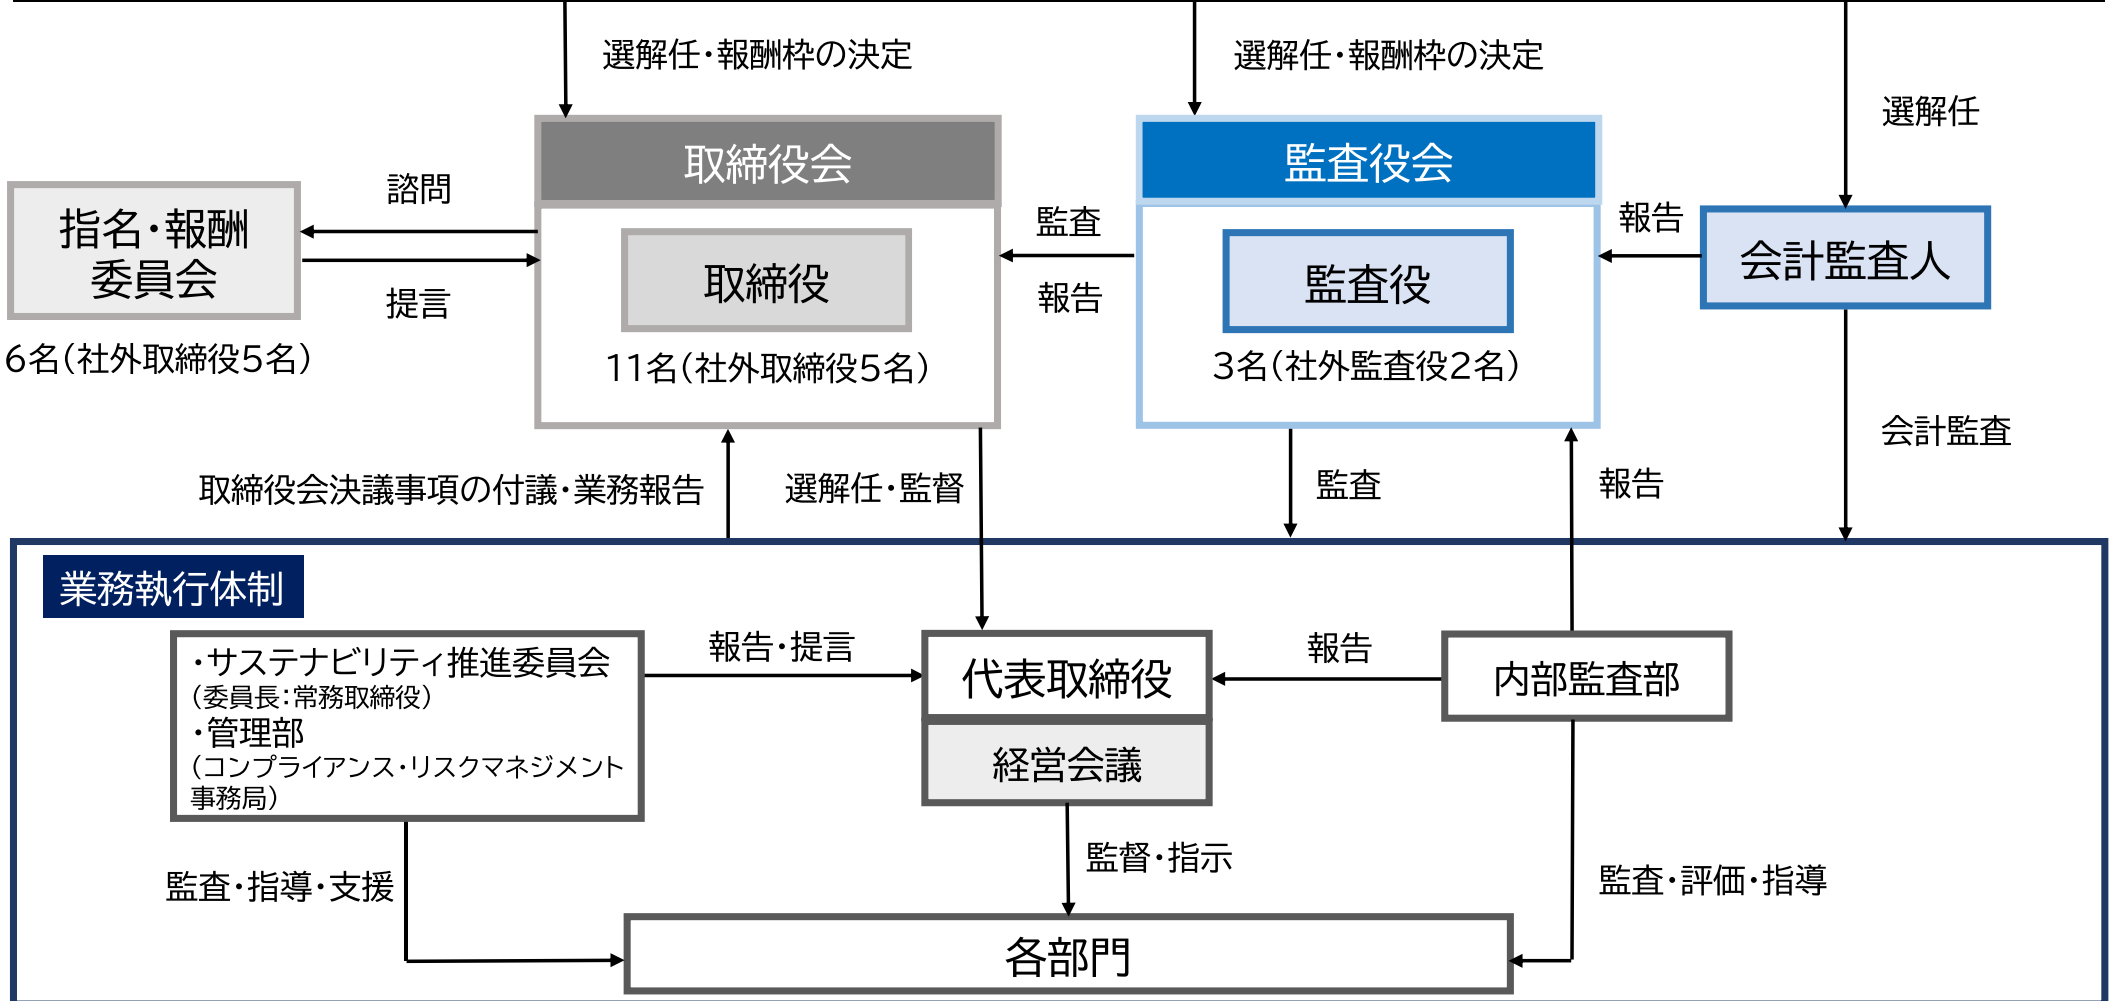 選解任・報酬枠の決定
選解任・報酬枠の決定
選解任
取締役会
監査役会
諮問
指名・報酬
委員会
提言
6名（社外取締役5名）
取締役
11名（社外取締役5名）
監査
報告
監査役
3名（社外監査役2名）
報告
会計監査人
会計監査
取締役会決議事項の付議・業務報告
選解任・監督
監査
報告
業務執行体制
・サステナビリティ推進委員会
（委員長：常務取締役）
・管理部
（コンプライアンス・リスクマネジメント
事務局）
報告・提言
代表取締役
経営会議
報告
内部監査部
監査・指導・支援
監督・指示
監査・評価・指導
各部門